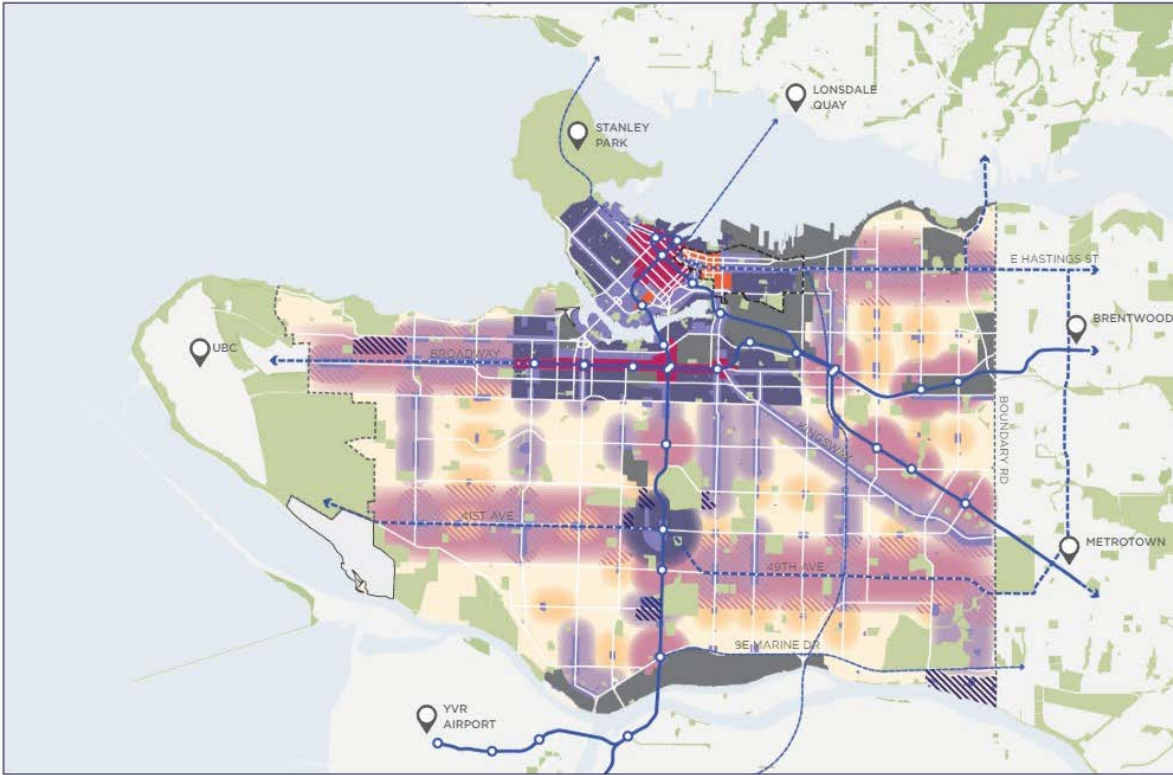 LONSDALE
QUAY
STANLEY
PARK
E HASTINGS ST
BRENTWOOD
UBC
BROADWAY
BOUNDARY RD
KINGSWAY
41ST AVE
METROTOWN
49TH AVE
SE MARINE DR
YVR
AIRPORT